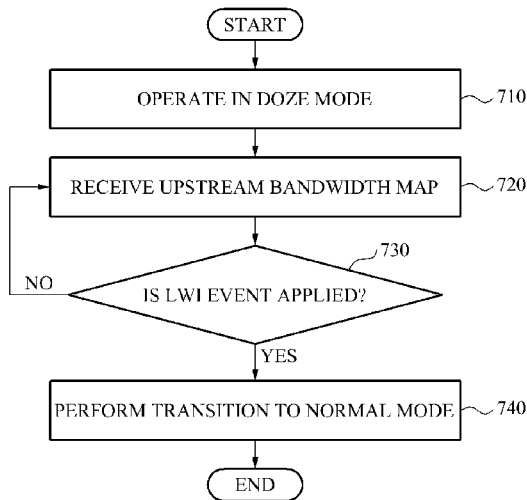 START
OPERATE IN DOZE MODE
710
RECEIVE UPSTREAM BANDWIDTH MAP
720
730
IS LWI EVENT APPLIED?
NO
YES
PERFORM TRANSITION TO NORMAL MODE
740
END